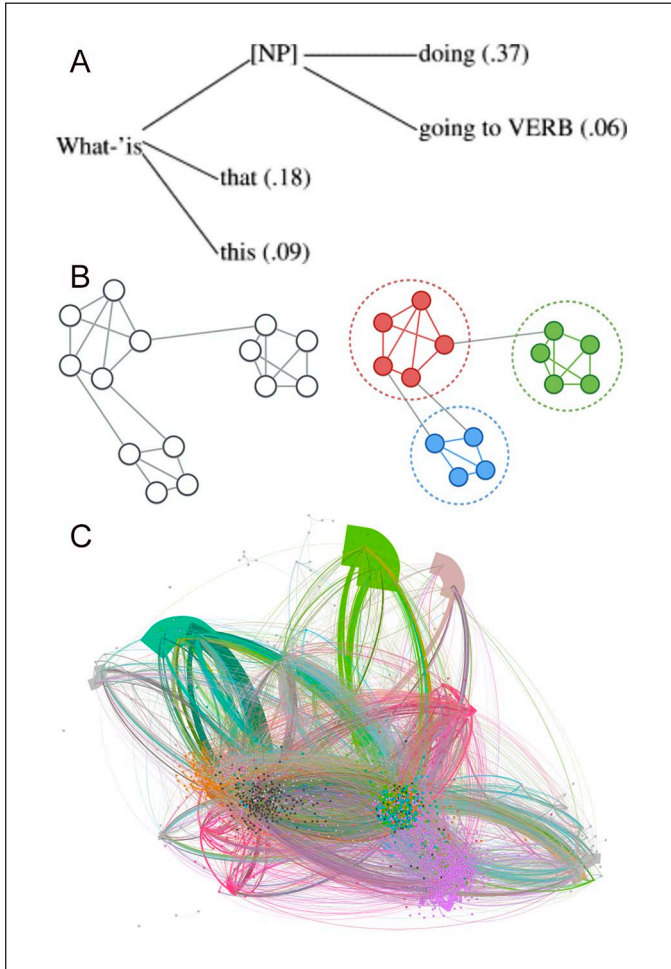 A
[NP] doing (.37)
going to VERB (.06)
What-'is
that (.18)
this (.09)
B
C